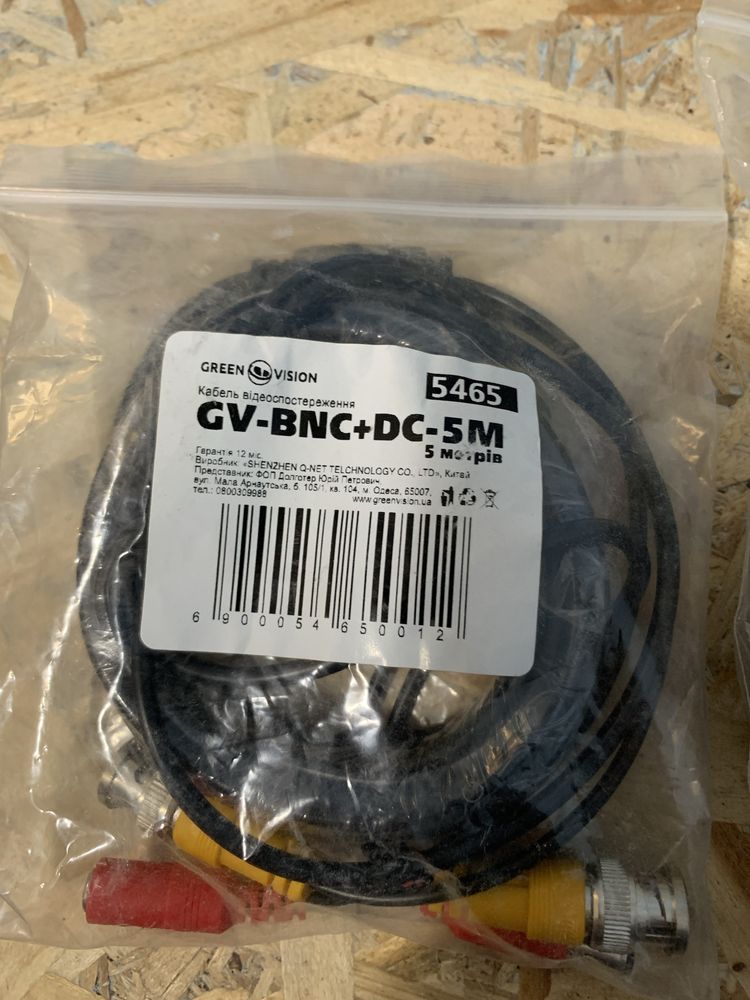 GREEN VISION
5465
Кабель відеоспостереження
GV-BNC+DC-5M
5 метрів
Гарантія 12 міс.
Виробник: «SHENZHEN Q-NET TELCHNOLOGY CO., LTD», Китай
Представник: ФОП Долготер Юрій Петрович,
вул. Мала Арнаутська, б. 105/1, кв. 104, м. Одеса, 65007,
тел.: 0800309988
www.greenvision.ua
6 900054 650012